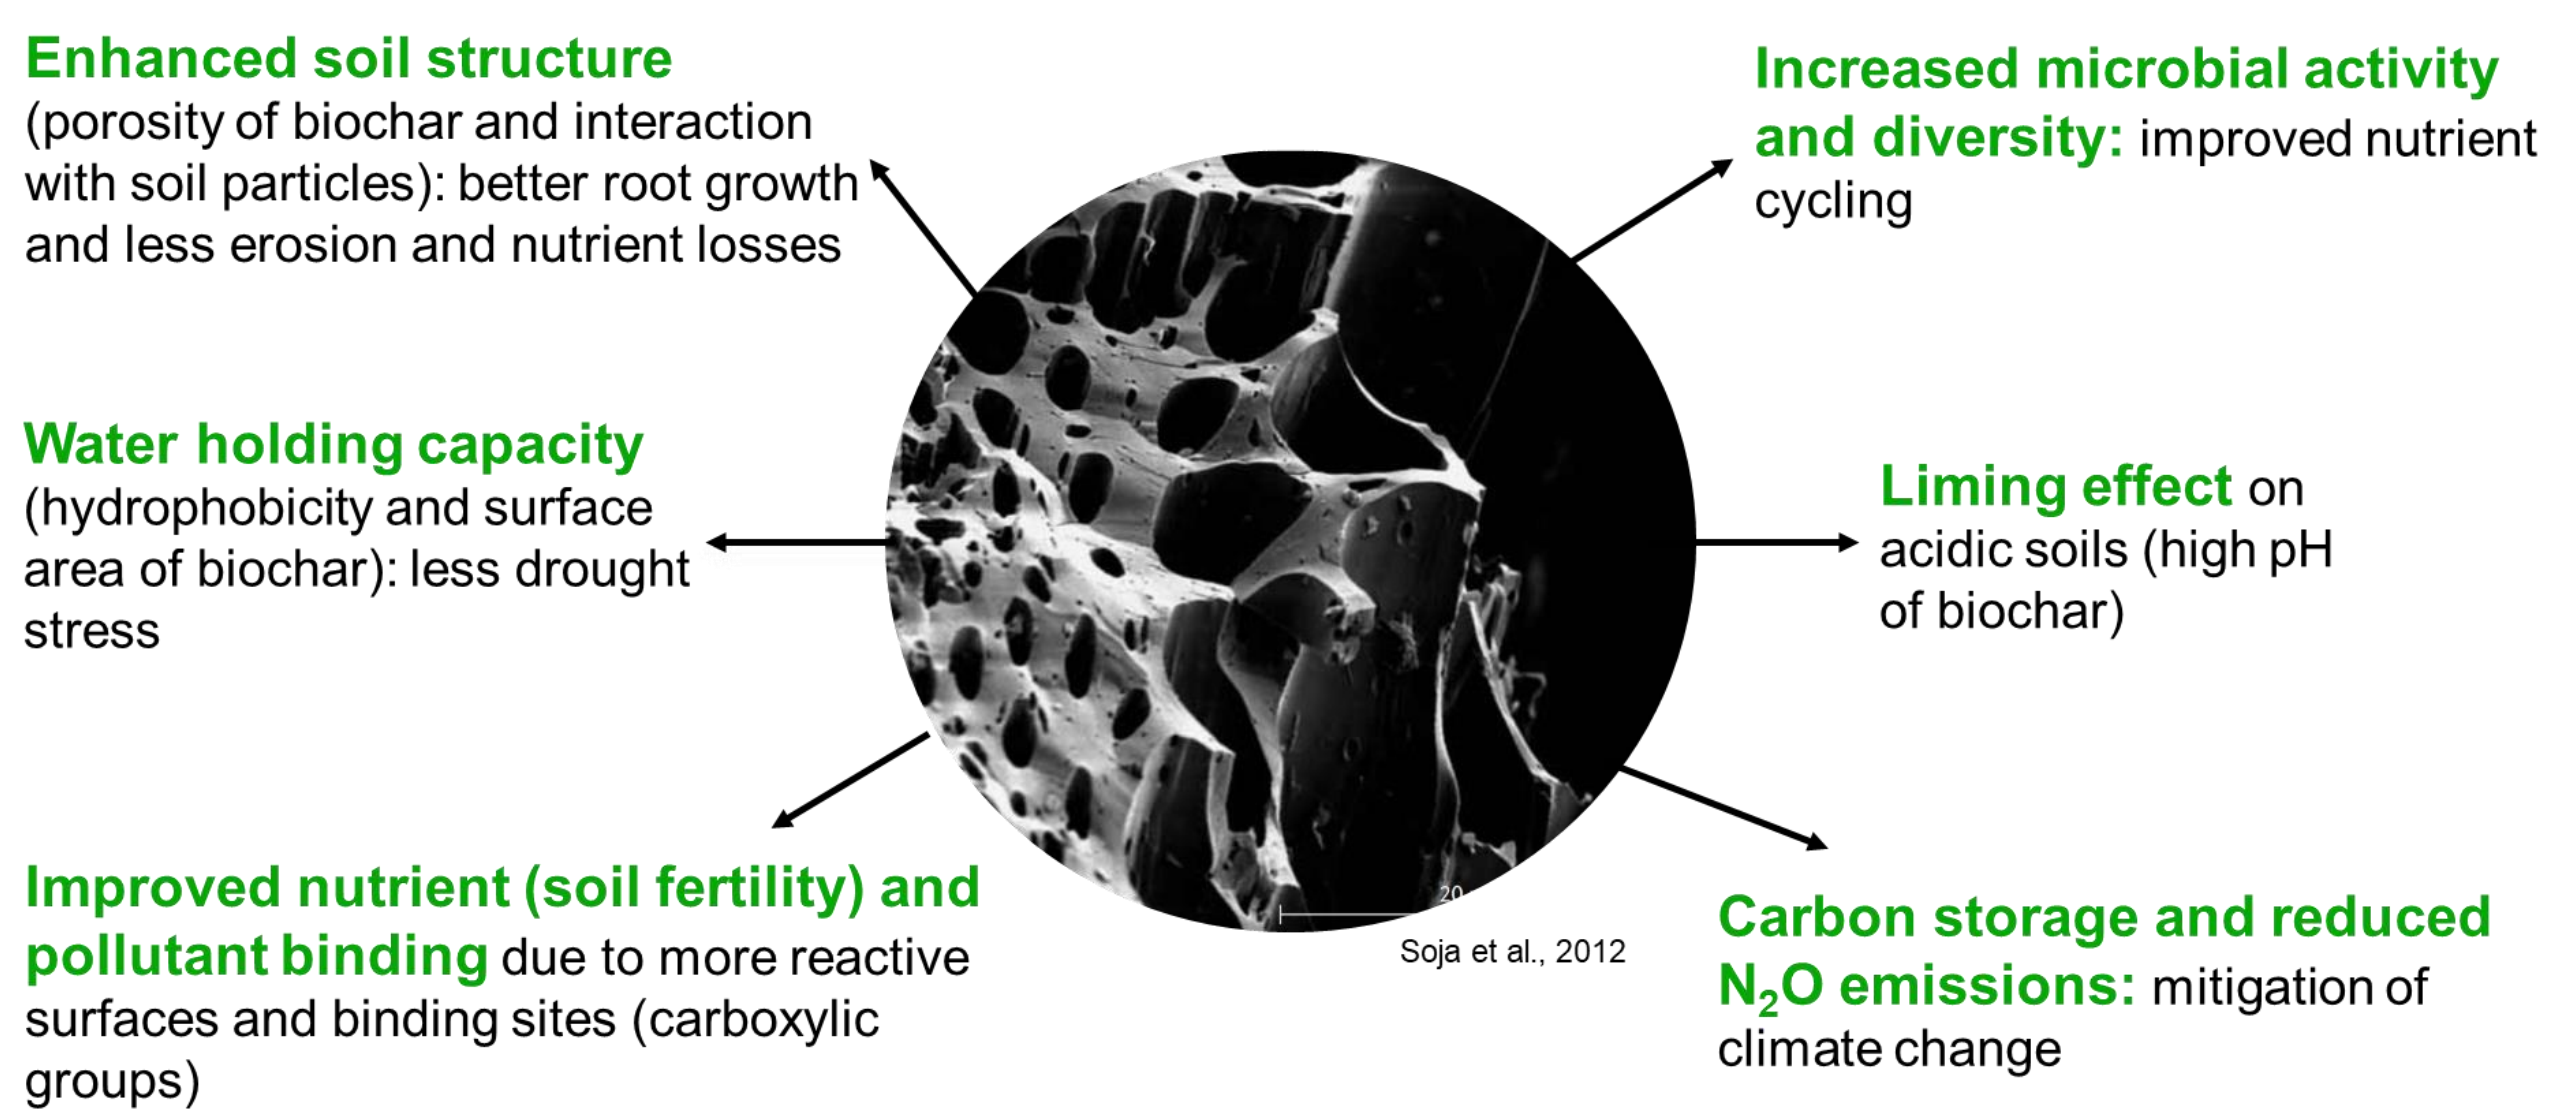 Enhanced soil structure
(porosity of biochar and interaction
with soil particles): better root growth
and less erosion and nutrient losses
Water holding capacity
(hydrophobicity and surface
area of biochar): less drought
stress
Improved nutrient (soil fertility) and
pollutant binding due to more reactive
surfaces and binding sites (carboxylic
groups)
Increased microbial activity
and diversity: improved nutrient
cycling
Liming effect on
acidic soils (high pH
of biochar)
Carbon storage and reduced
N₂O emissions: mitigation of
climate change
20
Soja et al., 2012